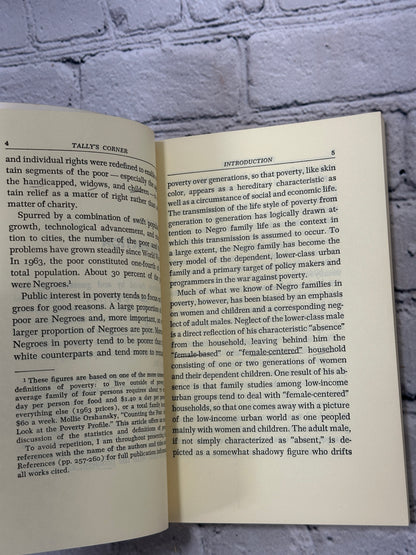 4 TALLY'S CORNER
and individual rights were redefined to enable
tain segments of the poor — especially the
the handicapped, widows, and children —
tain relief as a matter of right rather than
matter of charity.
Spurred by a combination of swift
growth, technological advancement, and
tion to cities, the number of the poor and
problems have grown steadily since World
In 1963, the poor constituted one-fourth
total population. About 30 percent of
were Negroes.³
Public interest in poverty tends to focus
groes for good reasons. A large proportion
poor are Negroes and, more important, a
larger proportion of Negroes are poor. More
Negroes in poverty tend to be poorer than
white counterparts and tend more to remain
³ These figures are based on one of the more
definitions of poverty: to live outside of
average family of four persons requires about
day per person for food and $1.40 a day per
everything else (1963 prices), or a total family
$60 a week. Mollie Orshansky, "Counting the Poor:
Look at the Poverty Profile." This article offers an
discussion of the statistics and definition of
To avoid repetition, I am throughout presenting
references with the name of the authors and
References (pp. 257-260) for full publication
all works cited.
INTRODUCTION 5
poverty over generations, so that poverty, like skin
color, appears as a hereditary characteristic as
well as a circumstance of social and economic life.
The transmission of the life style of poverty from
generation to generation has logically drawn at-
tention to Negro family life as the context in
which this transmission is assumed to occur. To
a large extent, the Negro family has become the
very model of the dependent, lower-class urban
family and a primary target of policy makers and
programmers in the war against poverty.
Much of what we know of Negro families in
poverty, however, has been biased by an emphasis
on women and children and a corresponding neg-
lect of adult males. Neglect of the lower-class male
is a direct reflection of his characteristic "absence"
from the household, leaving behind him the
"female-based" or "female-centered" household
consisting of one or two generations of women
and their dependent children. One result of his ab-
sence is that family studies among low-income
urban groups tend to deal with "female-centered"
households, so that one comes away with a picture
of the low-income urban world as one peopled
mainly with women and children. The adult male,
if not simply characterized as "absent," is de-
picted as a somewhat shadowy figure who drifts